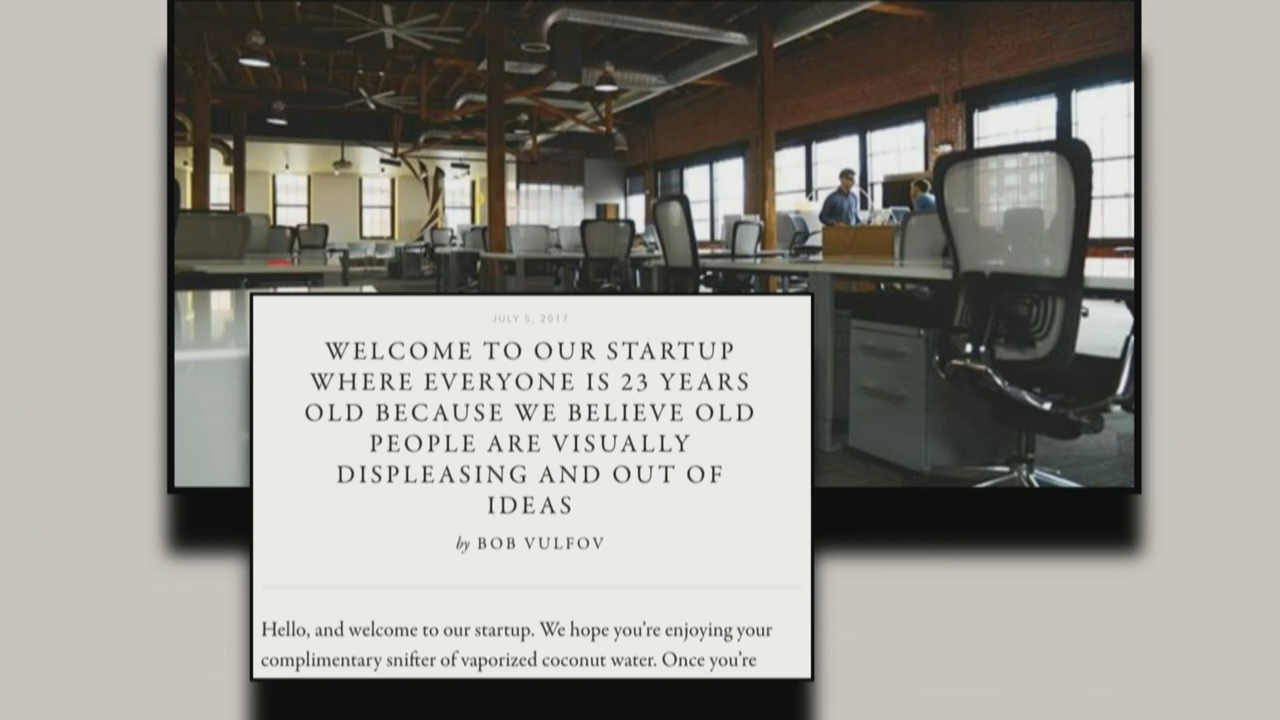 JULY 5, 2017
WELCOME TO OUR STARTUP
WHERE EVERYONE IS 23 YEARS
OLD BECAUSE WE BELIEVE OLD
PEOPLE ARE VISUALLY
DISPLEASING AND OUT OF
IDEAS
by BOB VULFOV
Hello, and welcome to our startup. We hope you're enjoying your
complimentary snifter of vaporized coconut water. Once you're